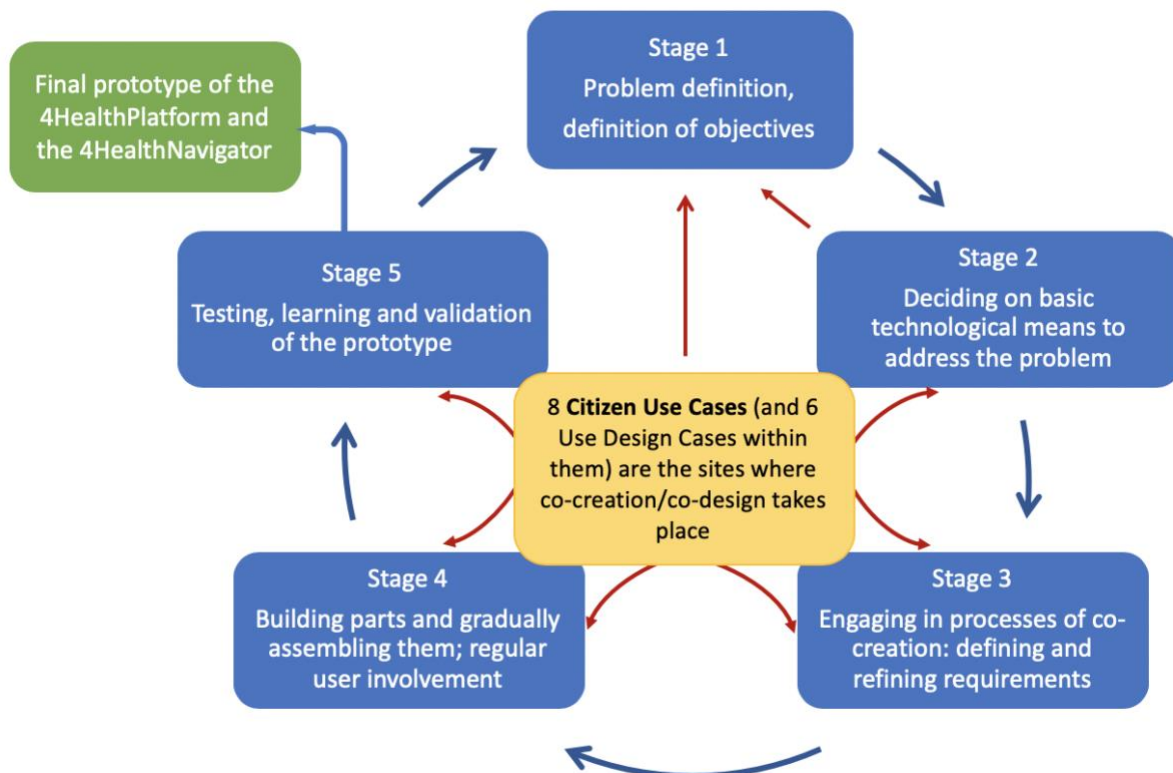 Final prototype of the
4HealthPlatform and
the 4HealthNavigator
Stage 1
Problem definition,
definition of objectives
Stage 2
Deciding on basic
technological means to
address the problem
Stage 5
Testing, learning and validation
of the prototype
8 Citizen Use Cases (and 6
Use Design Cases within
them) are the sites where
co-creation/co-design takes
place
Stage 4
Building parts and gradually
assembling them; regular
user involvement
Stage 3
Engaging in processes of co-
creation: defining and
refining requirements